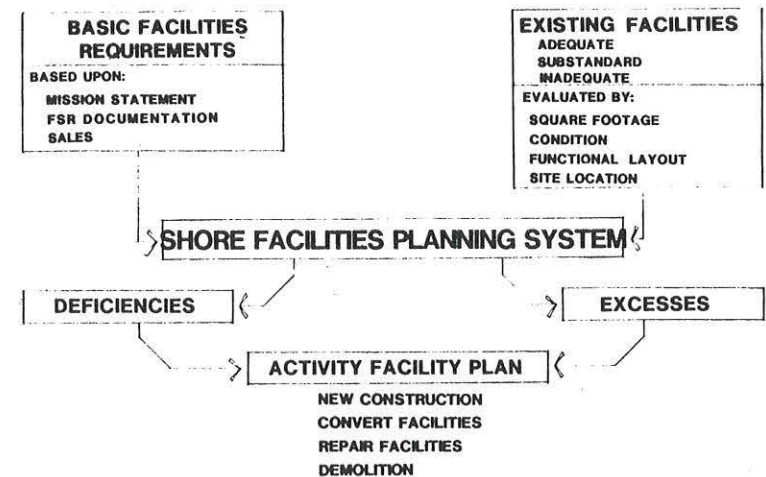 BASIC FACILITIES
REQUIREMENTS
BASED UPON:
MISSION STATEMENT
FSR DOCUMENTATION
SALES
EXISTING FACILITIES
ADEQUATE
SUBSTANDARD
INADEQUATE
EVALUATED BY:
SQUARE FOOTAGE
CONDITION
FUNCTIONAL LAYOUT
SITE LOCATION
SHORE FACILITIES PLANNING SYSTEM
DEFICIENCIES
EXCESSES
ACTIVITY FACILITY PLAN
NEW CONSTRUCTION
CONVERT FACILITIES
REPAIR FACILITIES
DEMOLITION